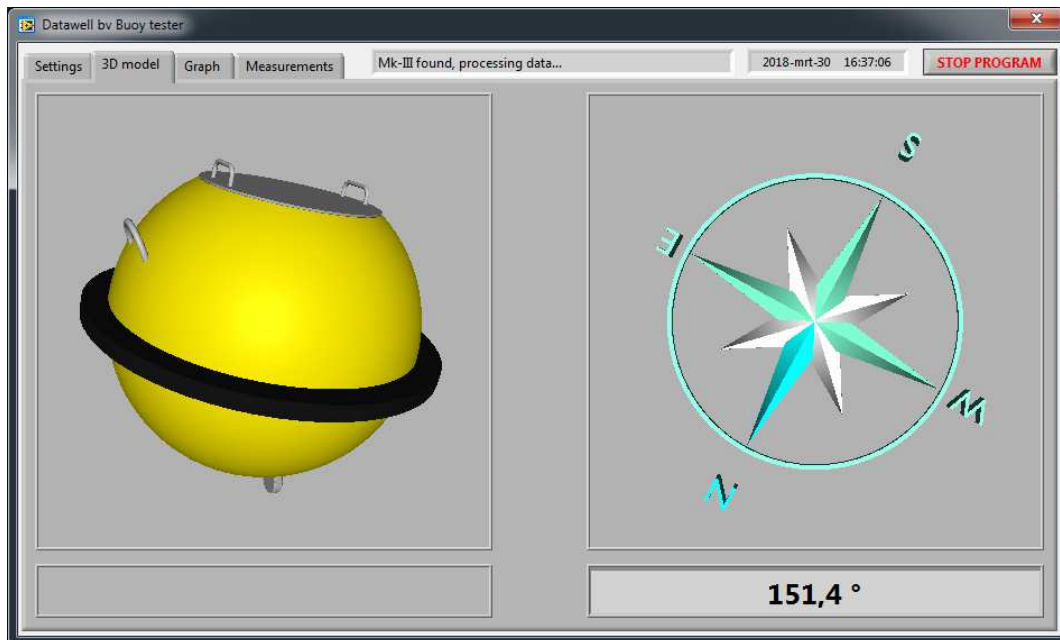 Datawell bv Buoy tester
x
Settings 3D model Graph Measurements Mk-III found, processing data... 2018-mrt-30 16:37:06 STOP PROGRAM
S
E
W
N
151,4 °